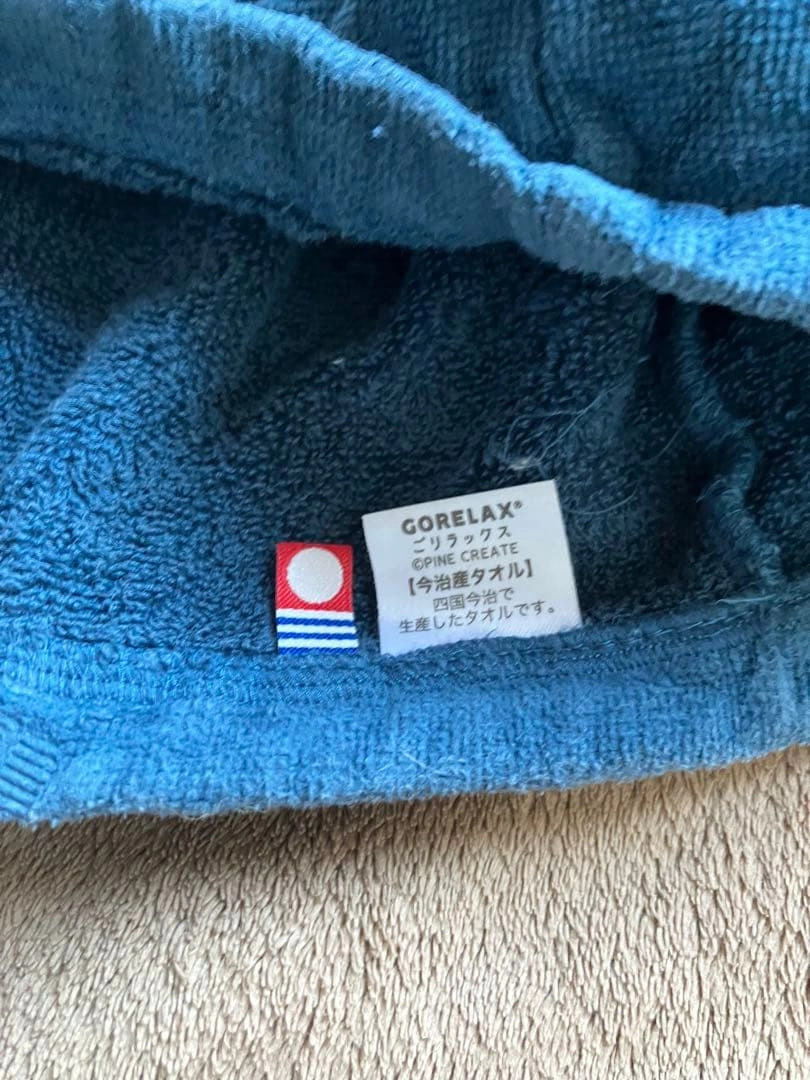 GORELAX®
ごリラックス
©PINE CREATE
【今治産タオル】
四国今治で
生産したタオルです。